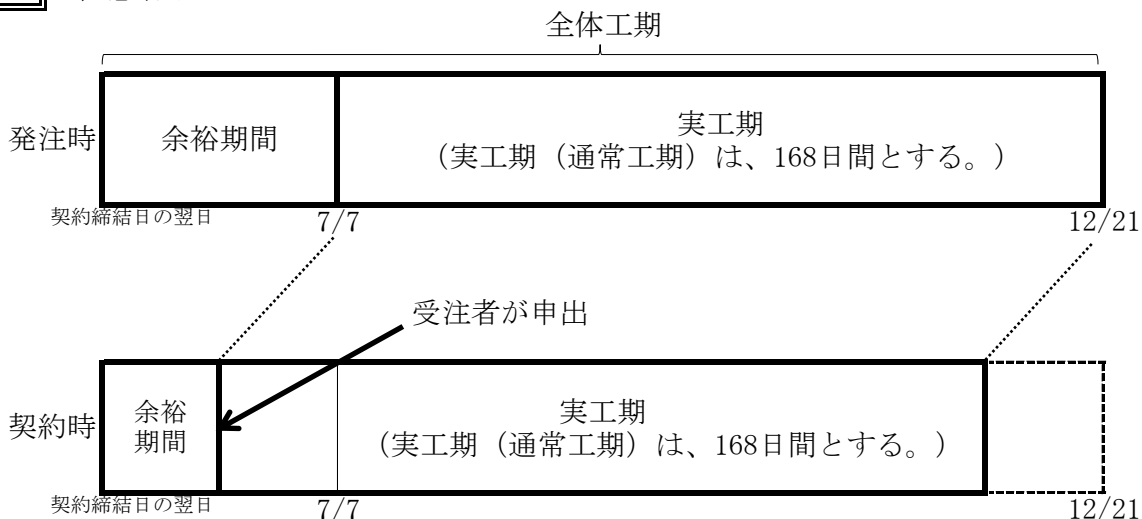 全体工期
発注時
余裕期間
実工期
(実工期(通常工期)は、168日間とする。)
契約締結日の翌日
7/7
12/21
受注者が申出
契約時
余裕
期間
実工期
(実工期(通常工期)は、168日間とする。)
契約締結日の翌日
7/7
12/21